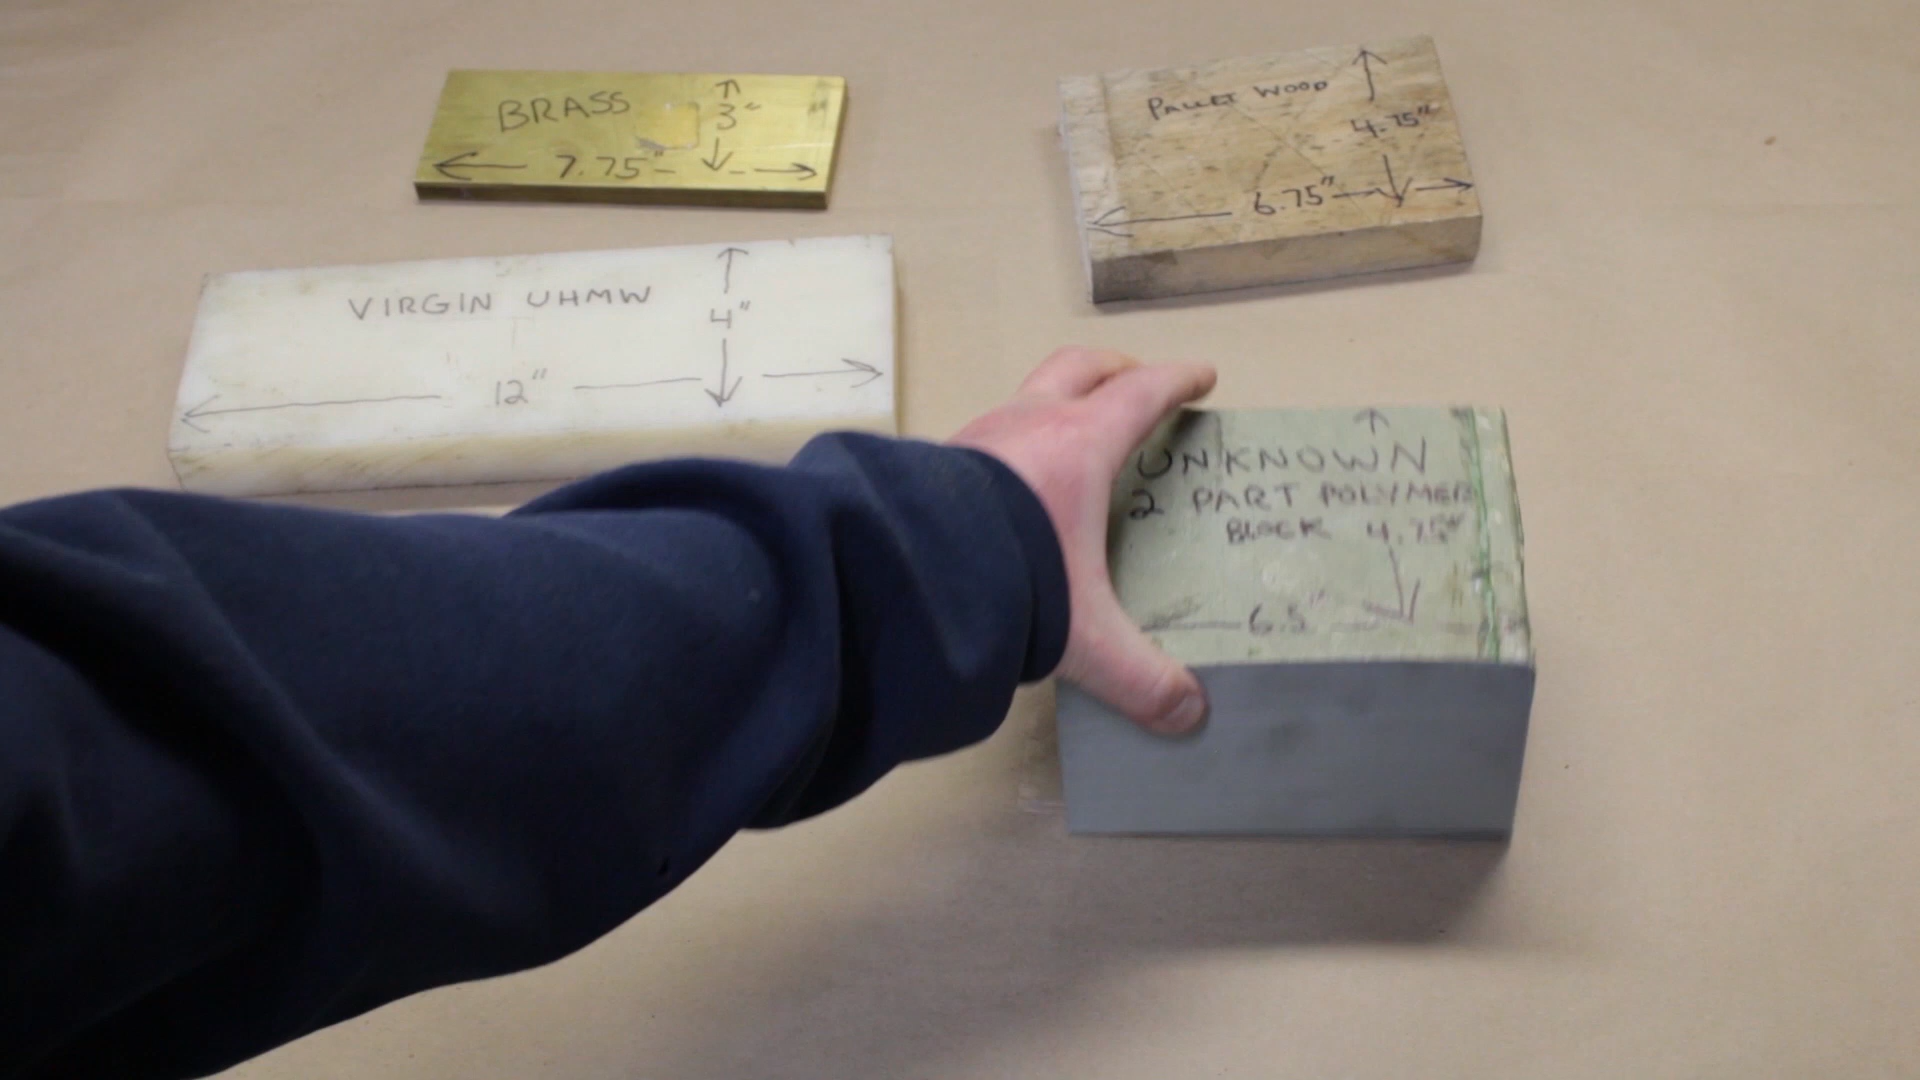 BRASS
3"
7.75"
PALLET WOOD
4.75"
6.75"
VIRGIN UHMW
4"
12"
UNKNOWN
2 PART POLYMER
BLOCK 4.75"
6.5"